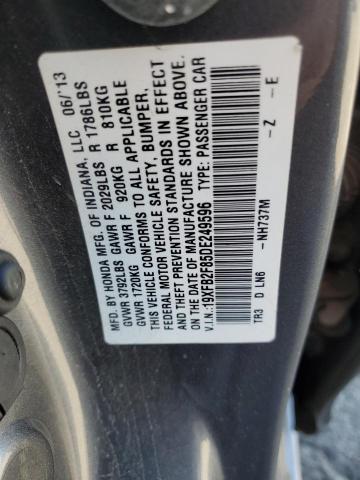 MFD. BY HONDA MFG. OF INDIANA, LLC 06/'13
GVWR 3792LBS GAWR F 2029LBS R 1786LBS
GVWR 1720KG GAWR F 920KG R 810KG
THIS VEHICLE CONFORMS TO ALL APPLICABLE
FEDERAL MOTOR VEHICLE SAFETY, BUMPER,
AND THEFT PREVENTION STANDARDS IN EFFECT
ON THE DATE OF MANUFACTURE SHOWN ABOVE.
V.I.N.:19XFB2F85DE249596 TYPE: PASSENGER CAR
TR3 D LN6 -NH737M -Z -E